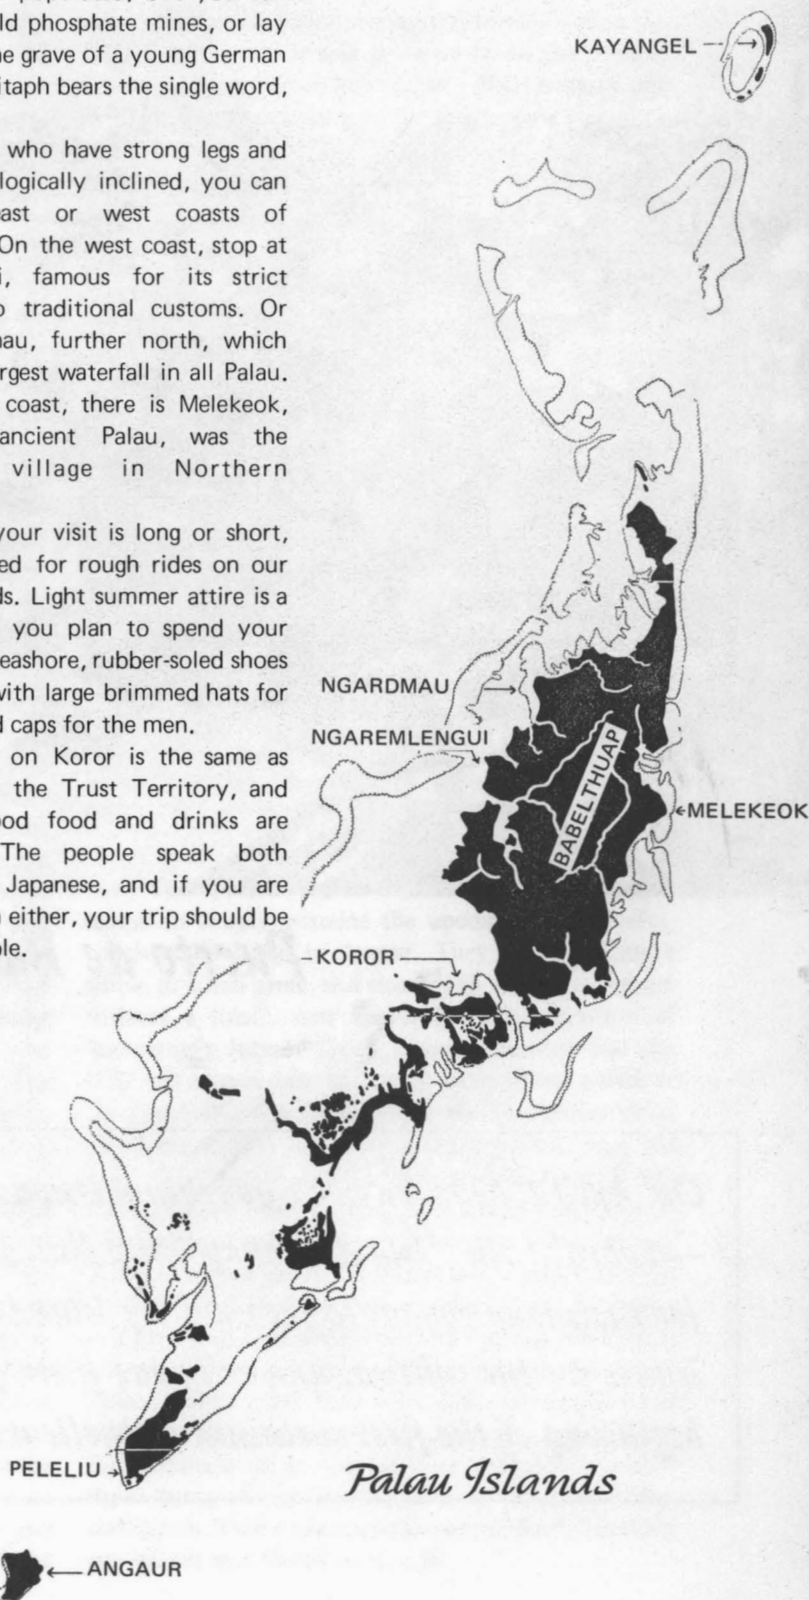 ld phosphate mines, or lay
e grave of a young German
itaph bears the single word,
who have strong legs and
logically inclined, you can
ast or west coasts of
On the west coast, stop at
i, famous for its strict
o traditional customs. Or
au, further north, which
rgest waterfall in all Palau.
coast, there is Melekeok,
ancient Palau, was the
village in Northern
your visit is long or short,
ed for rough rides on our
ds. Light summer attire is a
you plan to spend your
eashore, rubber-soled shoes
with large brimmed hats for
d caps for the men.
on Koror is the same as
the Trust Territory, and
ood food and drinks are
The people speak both
Japanese, and if you are
n either, your trip should be
ole.
KAYANGEL
NGARDMAU
NGAREMLENGUI
BABELTHUAP
MELEKEOK
KOROR
PELELIU
Palau Islands
ANGAUR